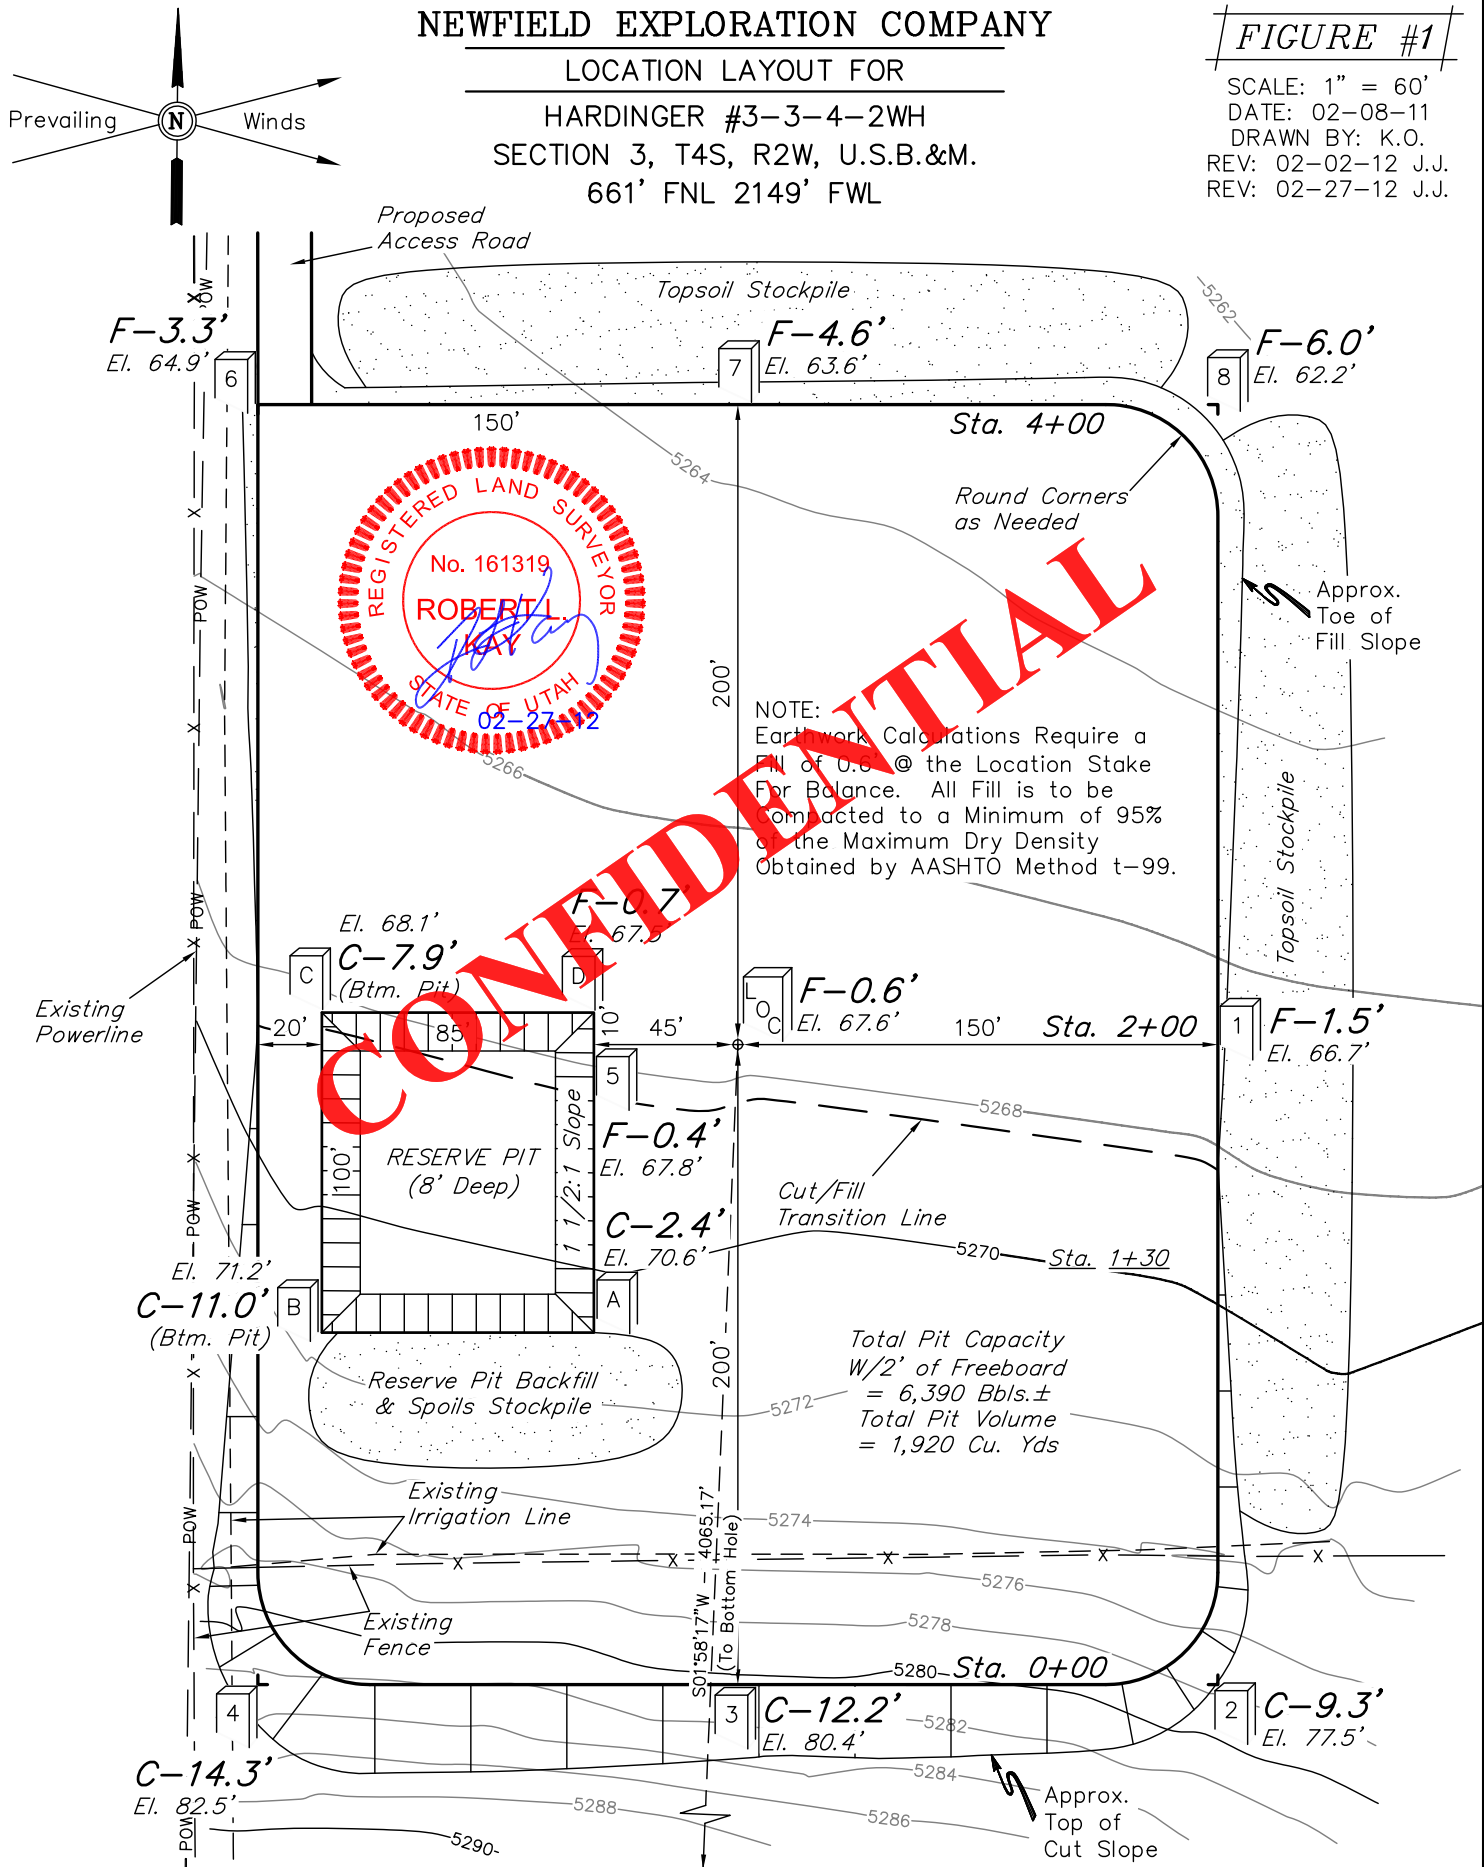 NEWFIELD EXPLORATION COMPANY
LOCATION LAYOUT FOR
HARDINGER #3-3-4-2WH
SECTION 3, T4S, R2W, U.S.B.&M.
661' FNL 2149' FWL
FIGURE #1
SCALE: 1" = 60'
DATE: 02-08-11
DRAWN BY: K.O.
REV: 02-02-12 J.J.
REV: 02-27-12 J.J.
Prevailing
N
Winds
Proposed
Access Road
Topsoil Stockpile
5262
F-3.3'
El. 64.9'
6
F-4.6'
El. 63.6'
7
F-6.0'
El. 62.2'
8
X
POW
150'
Sta. 4+00
5264
Round Corners
as Needed
REGISTERED LAND SURVEYOR
No. 161319
ROBERT L.
KAY
STATE OF UTAH
02-27-12
X
POW
X
Approx.
Toe of
Fill Slope
200'
5266
NOTE:
Earthwork Calculations Require a
Fill of 0.6' @ the Location Stake
For Balance. All Fill is to be
Compacted to a Minimum of 95%
of the Maximum Dry Density
Obtained by AASHTO Method t-99.
CONFIDENTIAL
Topsoil Stockpile
POW
X
El. 68.1'
C-7.9'
(Btm. Pit)
C
F-0.7'
El. 67.5'
D
LOC
F-0.6'
El. 67.6'
Existing
Powerline
20'
85'
10'
45'
150'
Sta. 2+00
1
F-1.5'
El. 66.7'
5
F-0.4'
El. 67.8'
5268
RESERVE PIT
(8' Deep)
100'
1 1/2:1 Slope
X
POW
Cut/Fill
Transition Line
C-2.4'
El. 70.6'
A
5270
Sta. 1+30
El. 71.2'
C-11.0'
(Btm. Pit)
B
X
200'
Total Pit Capacity
W/2' of Freeboard
= 6,390 Bbls.±
Total Pit Volume
= 1,920 Cu. Yds
Reserve Pit Backfill
& Spoils Stockpile
5272
Existing
Irrigation Line
5274
POW
X
X
X
X
X
X
S01°58'17"W - 4065.17'
(To Bottom Hole)
5276
Existing
Fence
5278
5280
Sta. 0+00
4
C-14.3'
El. 82.5'
3
C-12.2'
El. 80.4'
2
C-9.3'
El. 77.5'
5282
5284
5286
5288
5290
POW
Approx.
Top of
Cut Slope